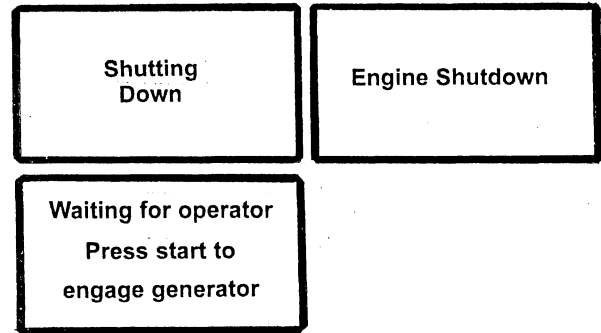 Shutting
Down
Engine Shutdown
Waiting for operator
Press start to
engage generator